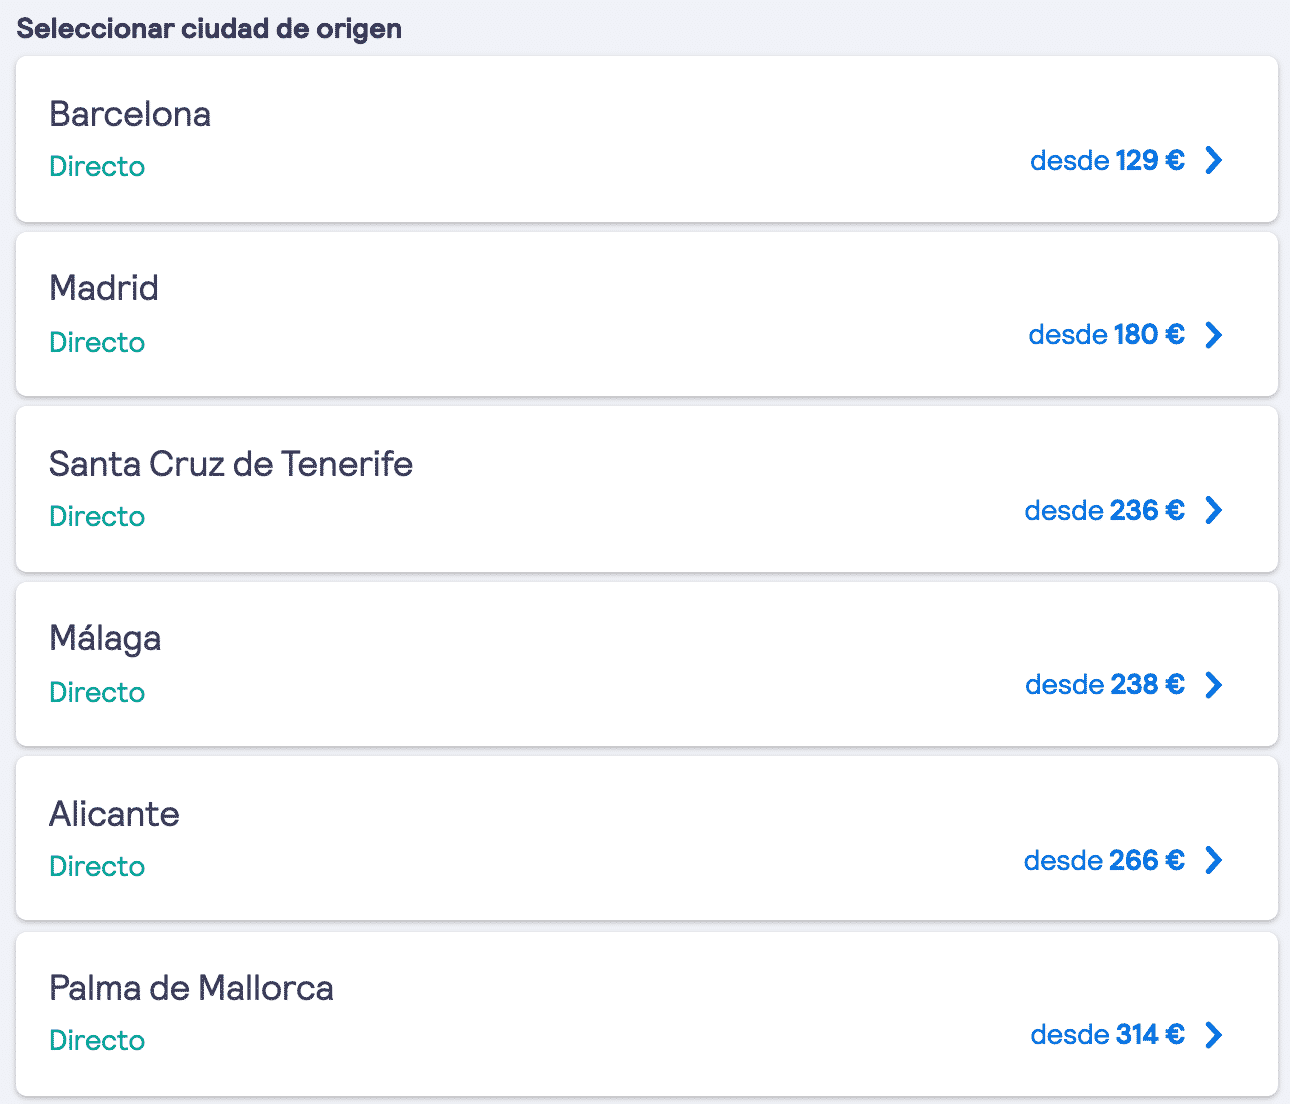 Seleccionar ciudad de origen
Barcelona
Directo
desde 129 €
Madrid
Directo
desde 180 €
Santa Cruz de Tenerife
Directo
desde 236 €
Málaga
Directo
desde 238 €
Alicante
Directo
desde 266 €
Palma de Mallorca
Directo
desde 314 €